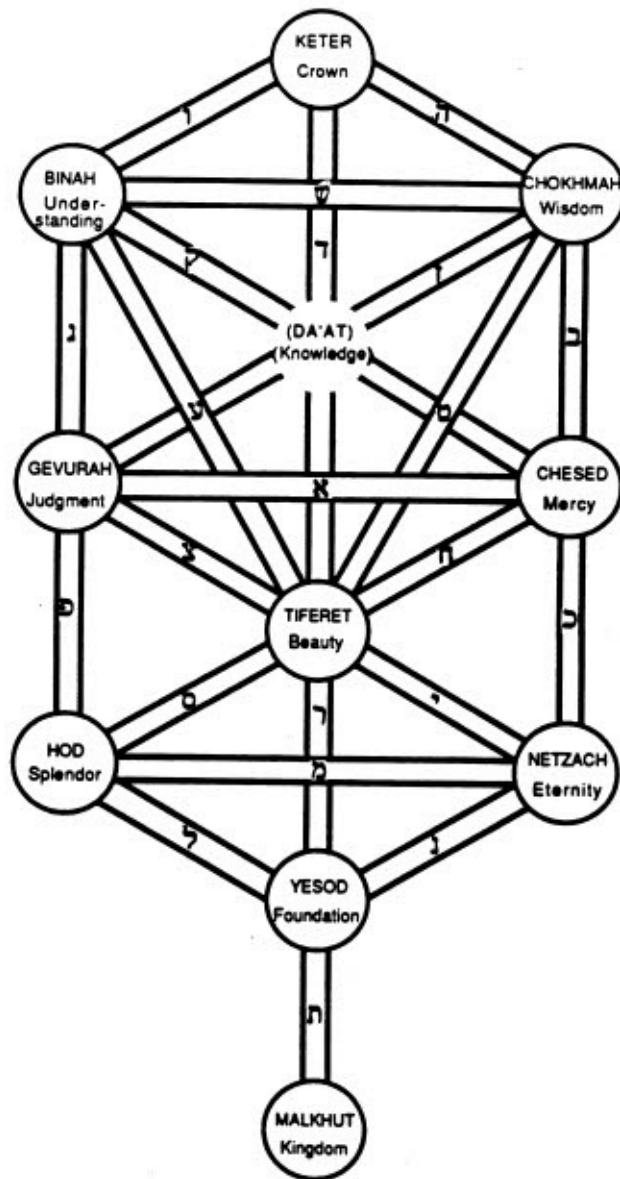 KETER
Crown
ו
ה
BINAH
Under-
standing
ש
CHOKHMAH
Wisdom
ק
ד
ז
(DA'AT)
(Knowledge)
ג
ב
ע
GEVURAH
Judgment
א
CHESED
Mercy
צ
ח
פ
כ
TIFERET
Beauty
ס
ר
י
HOD
Splendor
מ
NETZACH
Eternity
ל
נ
YESOD
Foundation
ת
MALKHUT
Kingdom